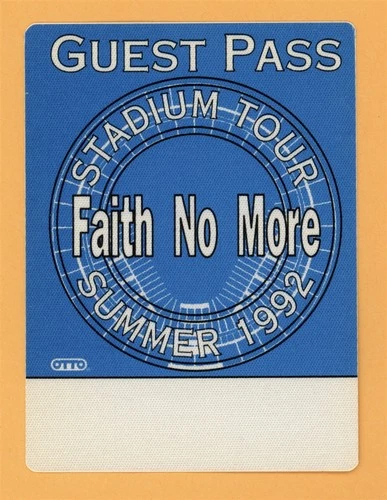 GUEST PASS
STADIUM TOUR
Faith No More
SUMMER 1992
OTTO